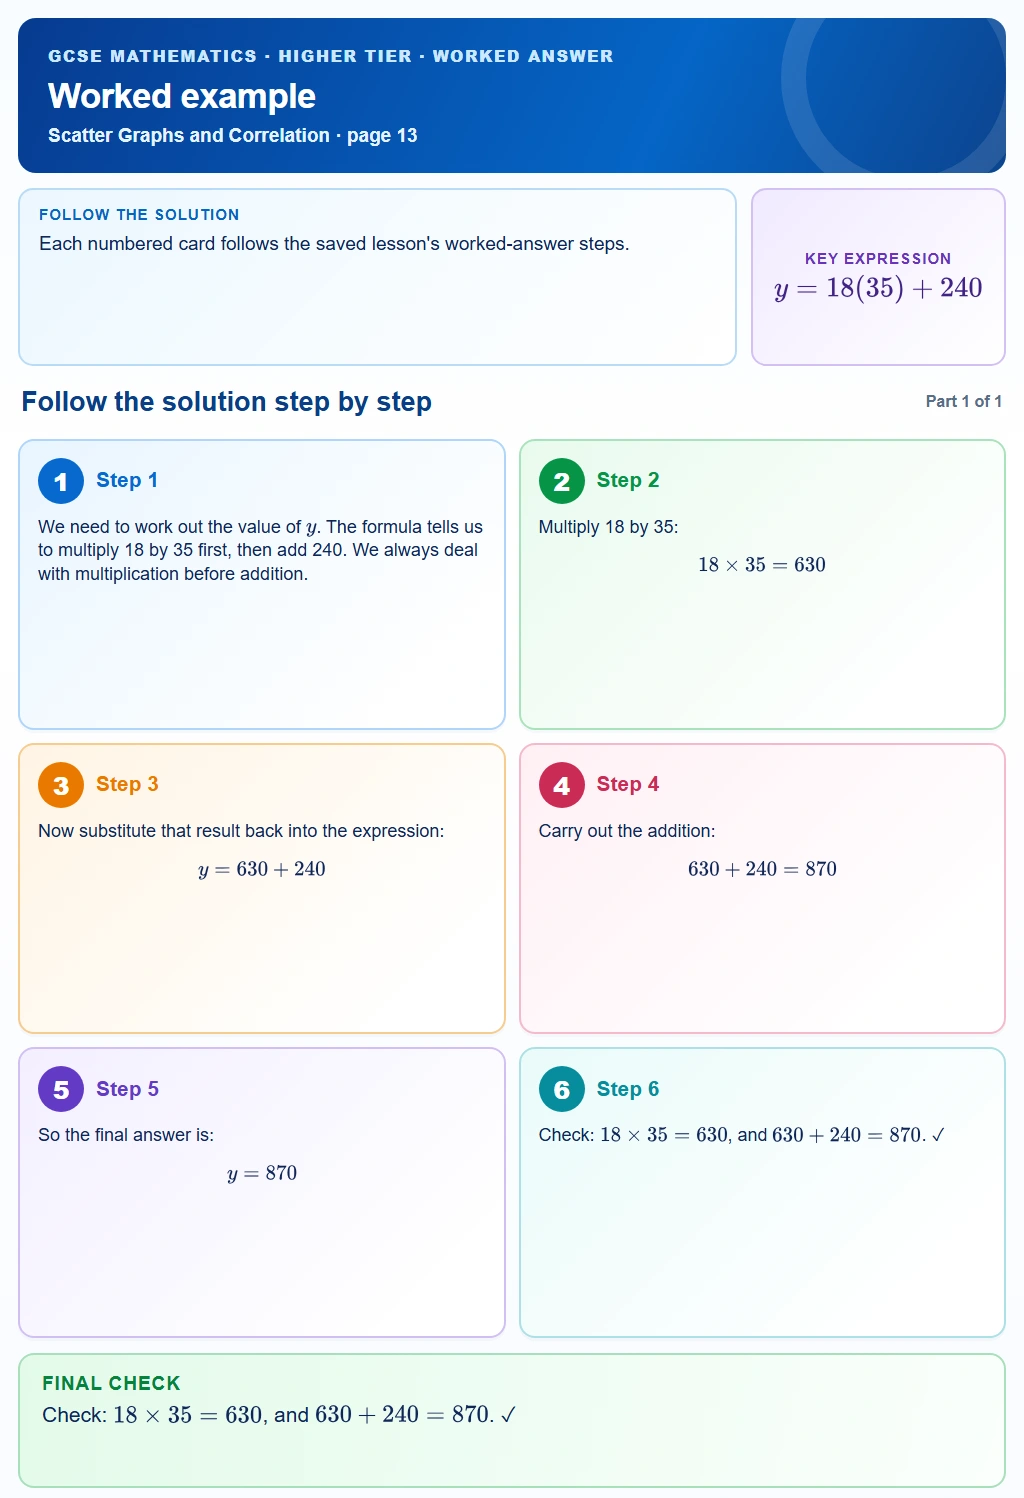 GCSE MATHEMATICS · HIGHER TIER · WORKED ANSWER
Worked example
Scatter Graphs and Correlation · page 13
FOLLOW THE SOLUTION
Each numbered card follows the saved lesson's worked-answer steps.
KEY EXPRESSION
y = 18(35) + 240
Follow the solution step by step
Part 1 of 1
1 Step 1
We need to work out the value of y. The formula tells us
to multiply 18 by 35 first, then add 240. We always deal
with multiplication before addition.
2 Step 2
Multiply 18 by 35:
18 × 35 = 630
3 Step 3
Now substitute that result back into the expression:
y = 630 + 240
4 Step 4
Carry out the addition:
630 + 240 = 870
5 Step 5
So the final answer is:
y = 870
6 Step 6
Check: 18 × 35 = 630, and 630 + 240 = 870. ✓
FINAL CHECK
Check: 18 × 35 = 630, and 630 + 240 = 870. ✓